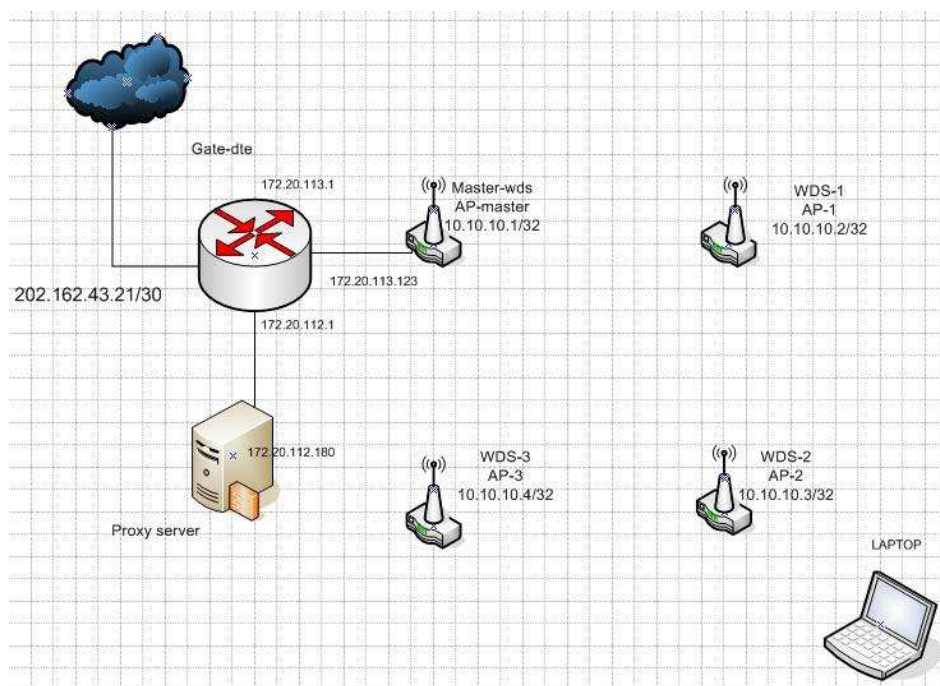 Gate-dte
172.20.113.1
Master-wds
AP-master
10.10.10.1/32
WDS-1
AP-1
10.10.10.2/32
172.20.113.123
202.162.43.21/30
172.20.112.1
172.20.112.180
Proxy server
WDS-3
AP-3
10.10.10.4/32
WDS-2
AP-2
10.10.10.3/32
LAPTOP